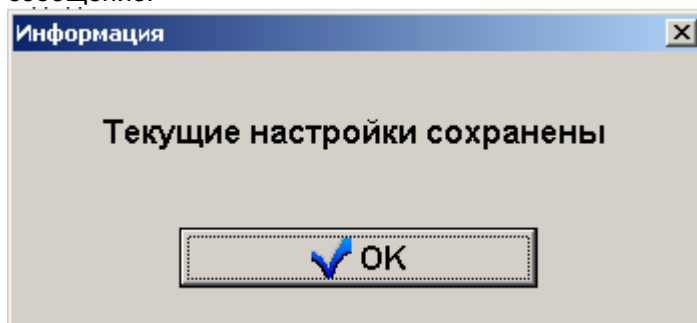 Информация
Текущие настройки сохранены
OK